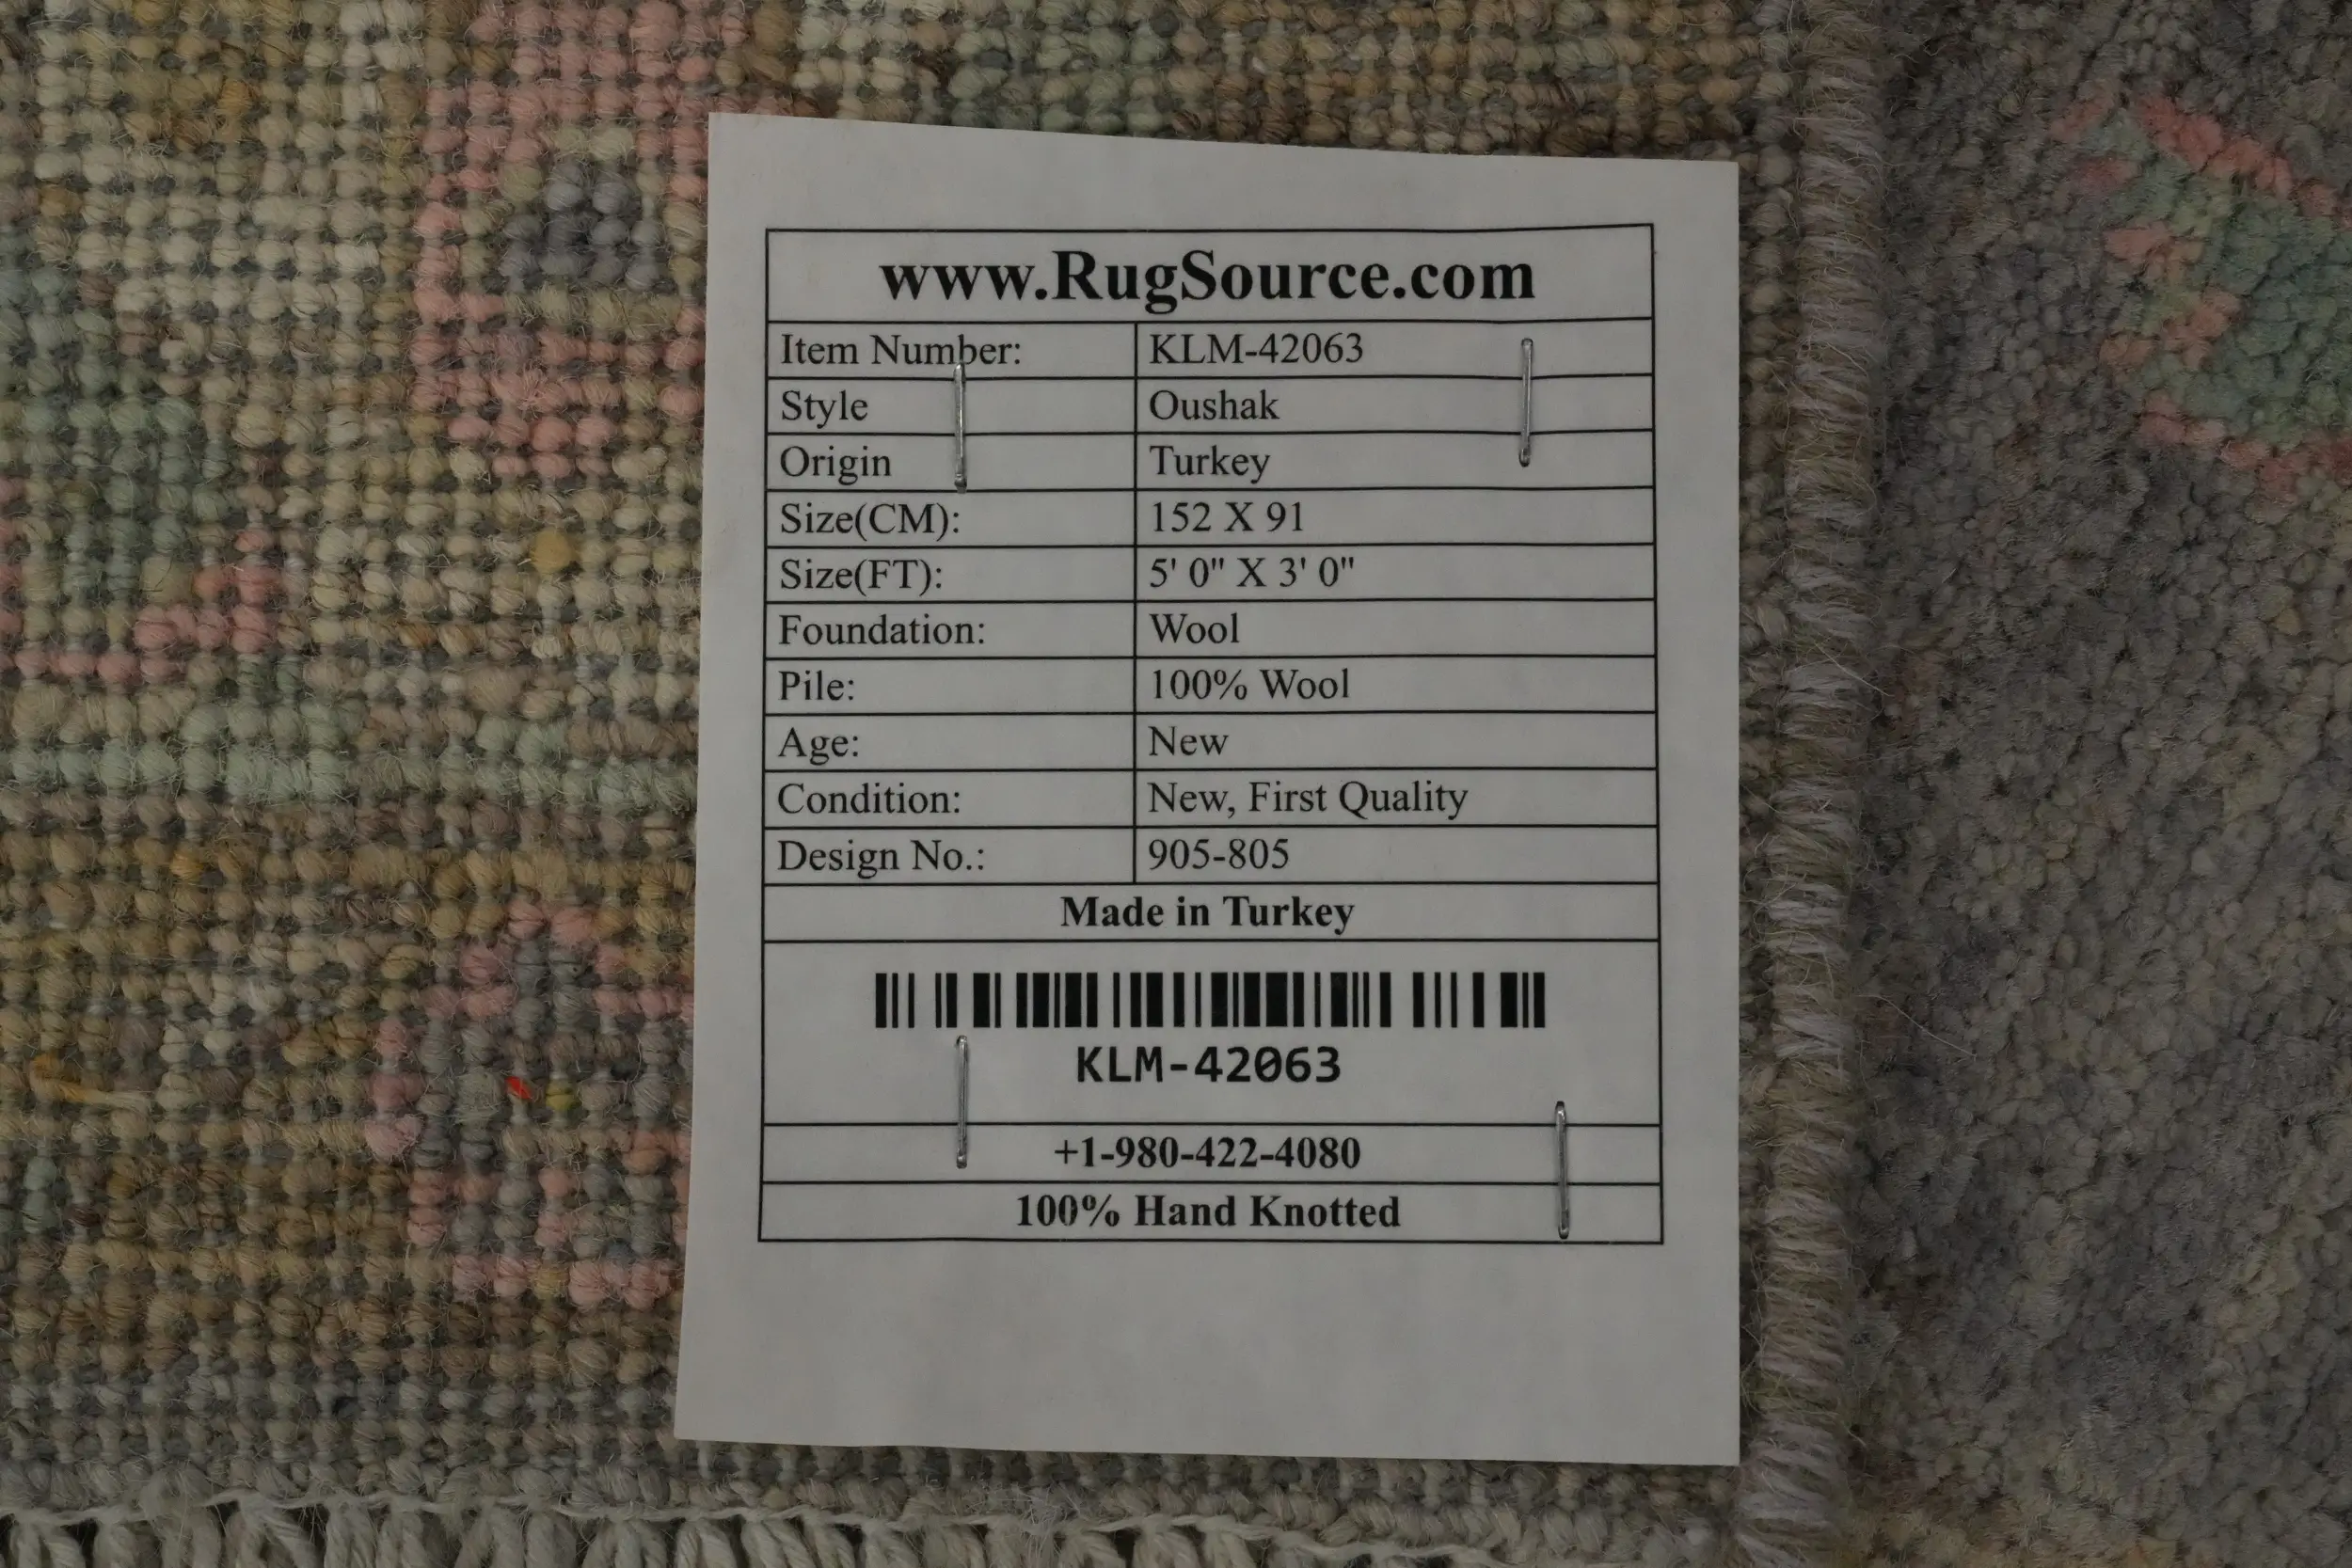 www.RugSource.com
Item Number: KLM-42063
Style Oushak
Origin Turkey
Size(CM): 152 X 91
Size(FT): 5' 0" X 3' 0"
Foundation: Wool
Pile: 100% Wool
Age: New
Condition: New, First Quality
Design No.: 905-805
Made in Turkey
KLM-42063
+1-980-422-4080
100% Hand Knotted